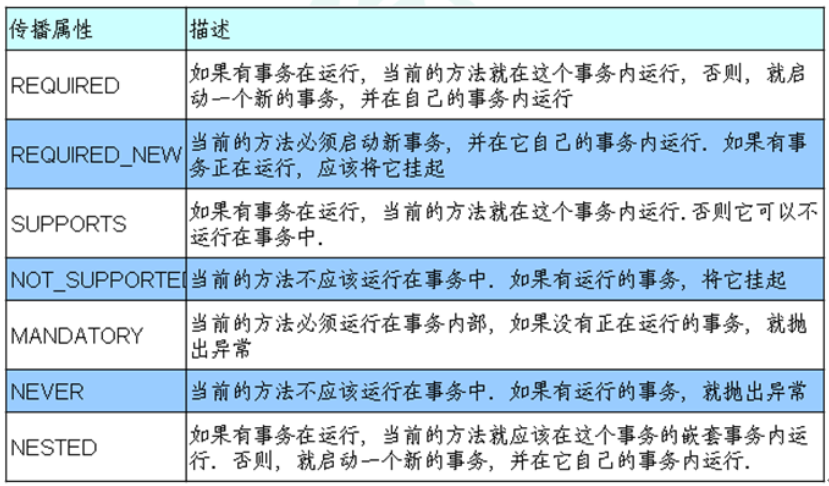 传播属性
描述
REQUIRED
如果有事务在运行，当前的方法就在这个事务内运行，否则，就启
动一个新的事务，并在自己的事务内运行
REQUIRED_NEW
当前的方法必须启动新事务，并在它自己的事务内运行. 如果有事
务正在运行，应该将它挂起
SUPPORTS
如果有事务在运行，当前的方法就在这个事务内运行.否则它可以不
运行在事务中.
NOT_SUPPORTE
当前的方法不应该运行在事务中. 如果有运行的事务，将它挂起
MANDATORY
当前的方法必须运行在事务内部，如果没有正在运行的事务，就抛
出异常
NEVER
当前的方法不应该运行在事务中. 如果有运行的事务，就抛出异常
NESTED
如果有事务在运行，当前的方法就应该在这个事务的嵌套事务内运
行. 否则，就启动一个新的事务，并在它自己的事务内运行.